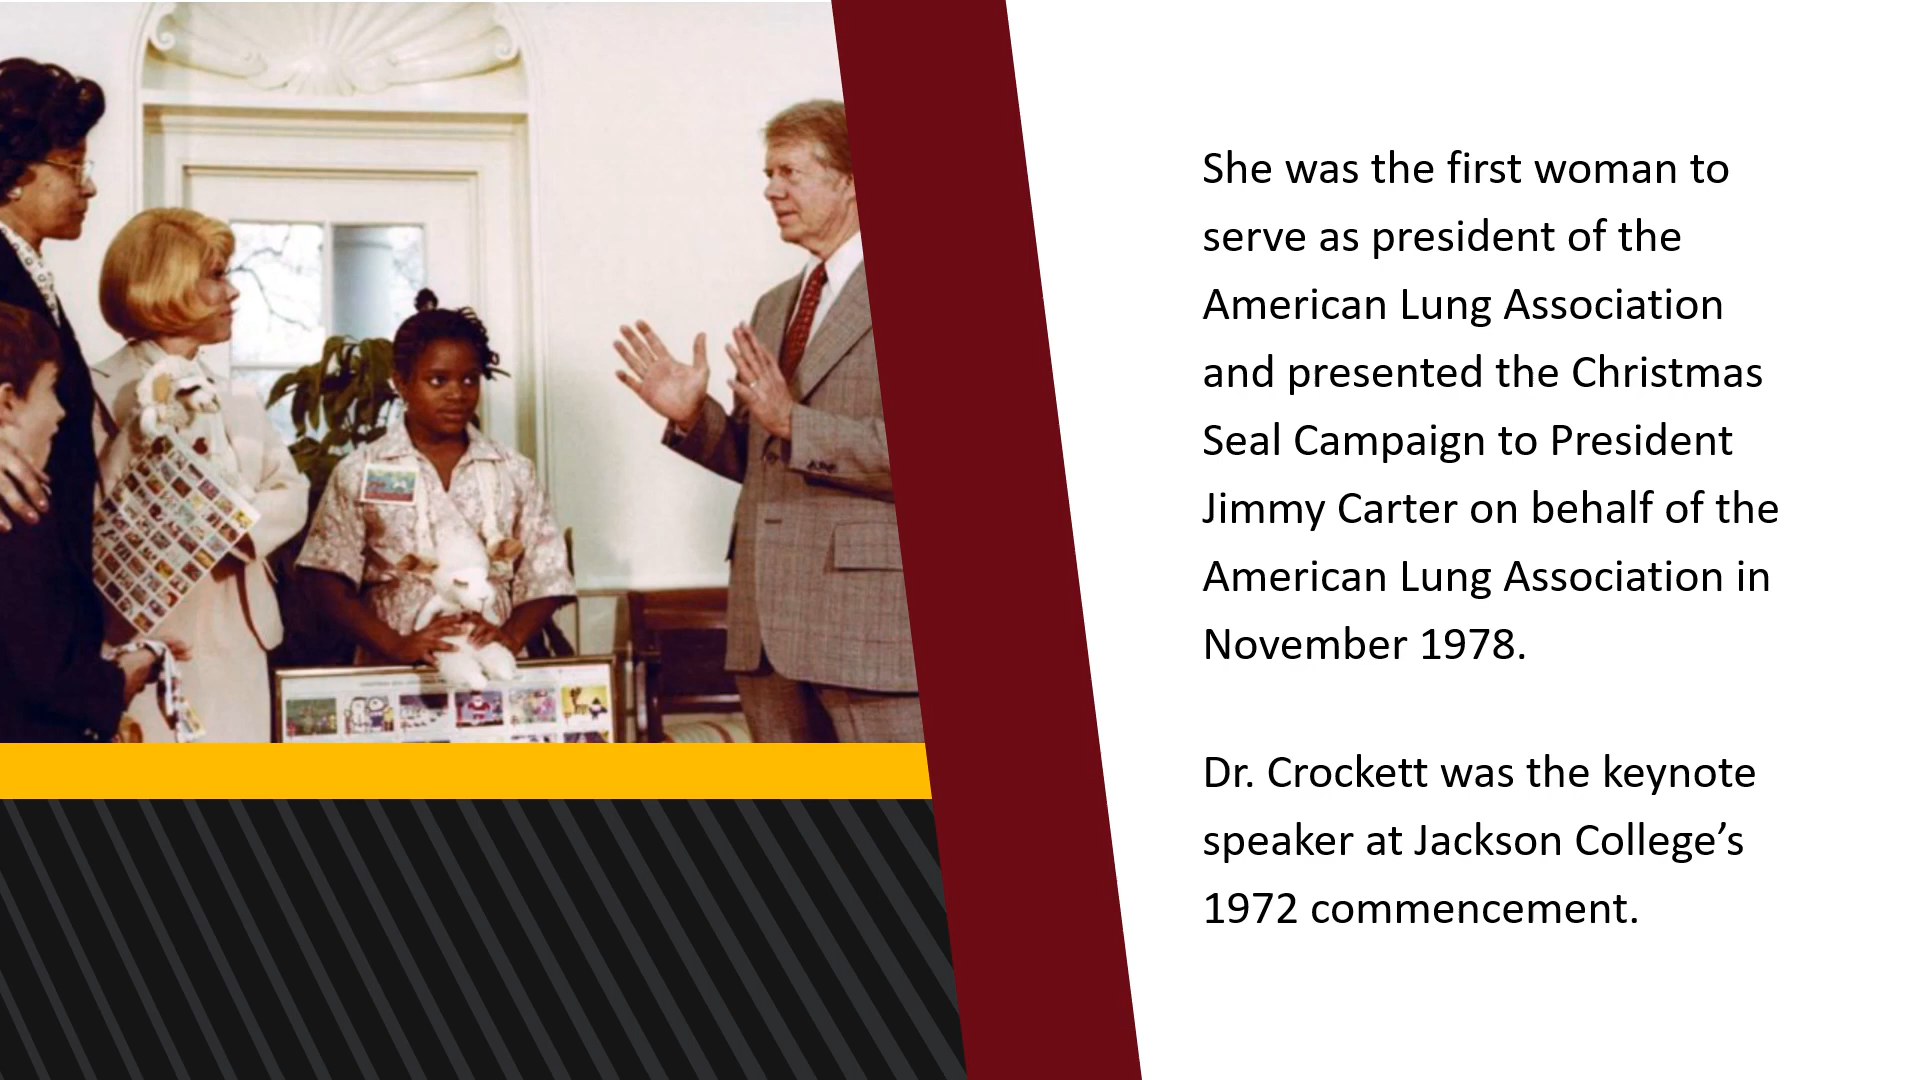 She was the first woman to
serve as president of the
American Lung Association
and presented the Christmas
Seal Campaign to President
Jimmy Carter on behalf of the
American Lung Association in
November 1978.
Dr. Crockett was the keynote
speaker at Jackson College’s
1972 commencement.